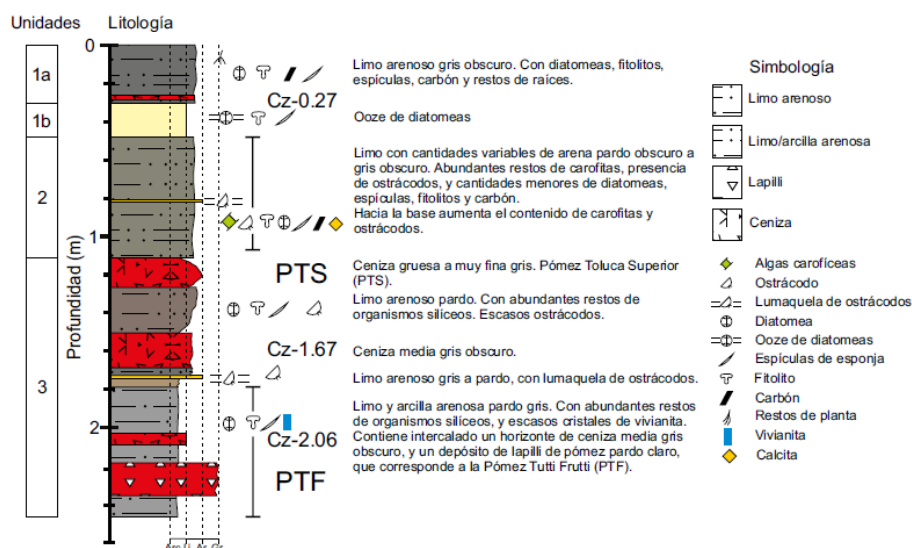 Unidades Litología
0
1
2
Profundidad (m)
1a
1b
2
3
Cz-0.27
PTS
Cz-1.67
Cz-2.06
PTF
Limo arenoso gris obscuro. Con diatomeas, fitolitos,
espículas, carbón y restos de raíces.
Ooze de diatomeas
Limo con cantidades variables de arena pardo obscuro a
gris obscuro. Abundantes restos de carofitas, presencia
de ostrácodos, y cantidades menores de diatomeas,
espículas, fitolitos y carbón.
Hacia la base aumenta el contenido de carofitas y
ostrácodos.
Ceniza gruesa a muy fina gris. Pómez Toluca Superior
(PTS).
Limo arenoso pardo. Con abundantes restos de
organismos silíceos. Escasos ostrácodos.
Ceniza media gris obscuro.
Limo arenoso gris a pardo, con lumaquela de ostrácodos.
Limo y arcilla arenosa pardo gris. Con abundantes restos
de organismos silíceos, y escasos cristales de vivianita.
Contiene intercalado un horizonte de ceniza media gris
obscuro, y un depósito de lapilli de pómez pardo claro,
que corresponde a la Pómez Tutti Frutti (PTF).
Simbología
Limo arenoso
Limo/arcilla arenosa
Lapilli
Ceniza
Algas carofíceas
Ostrácodo
Lumaquela de ostrácodos
Diatomea
Ooze de diatomeas
Espículas de esponja
Fitolito
Carbón
Restos de planta
Vivianita
Calcita